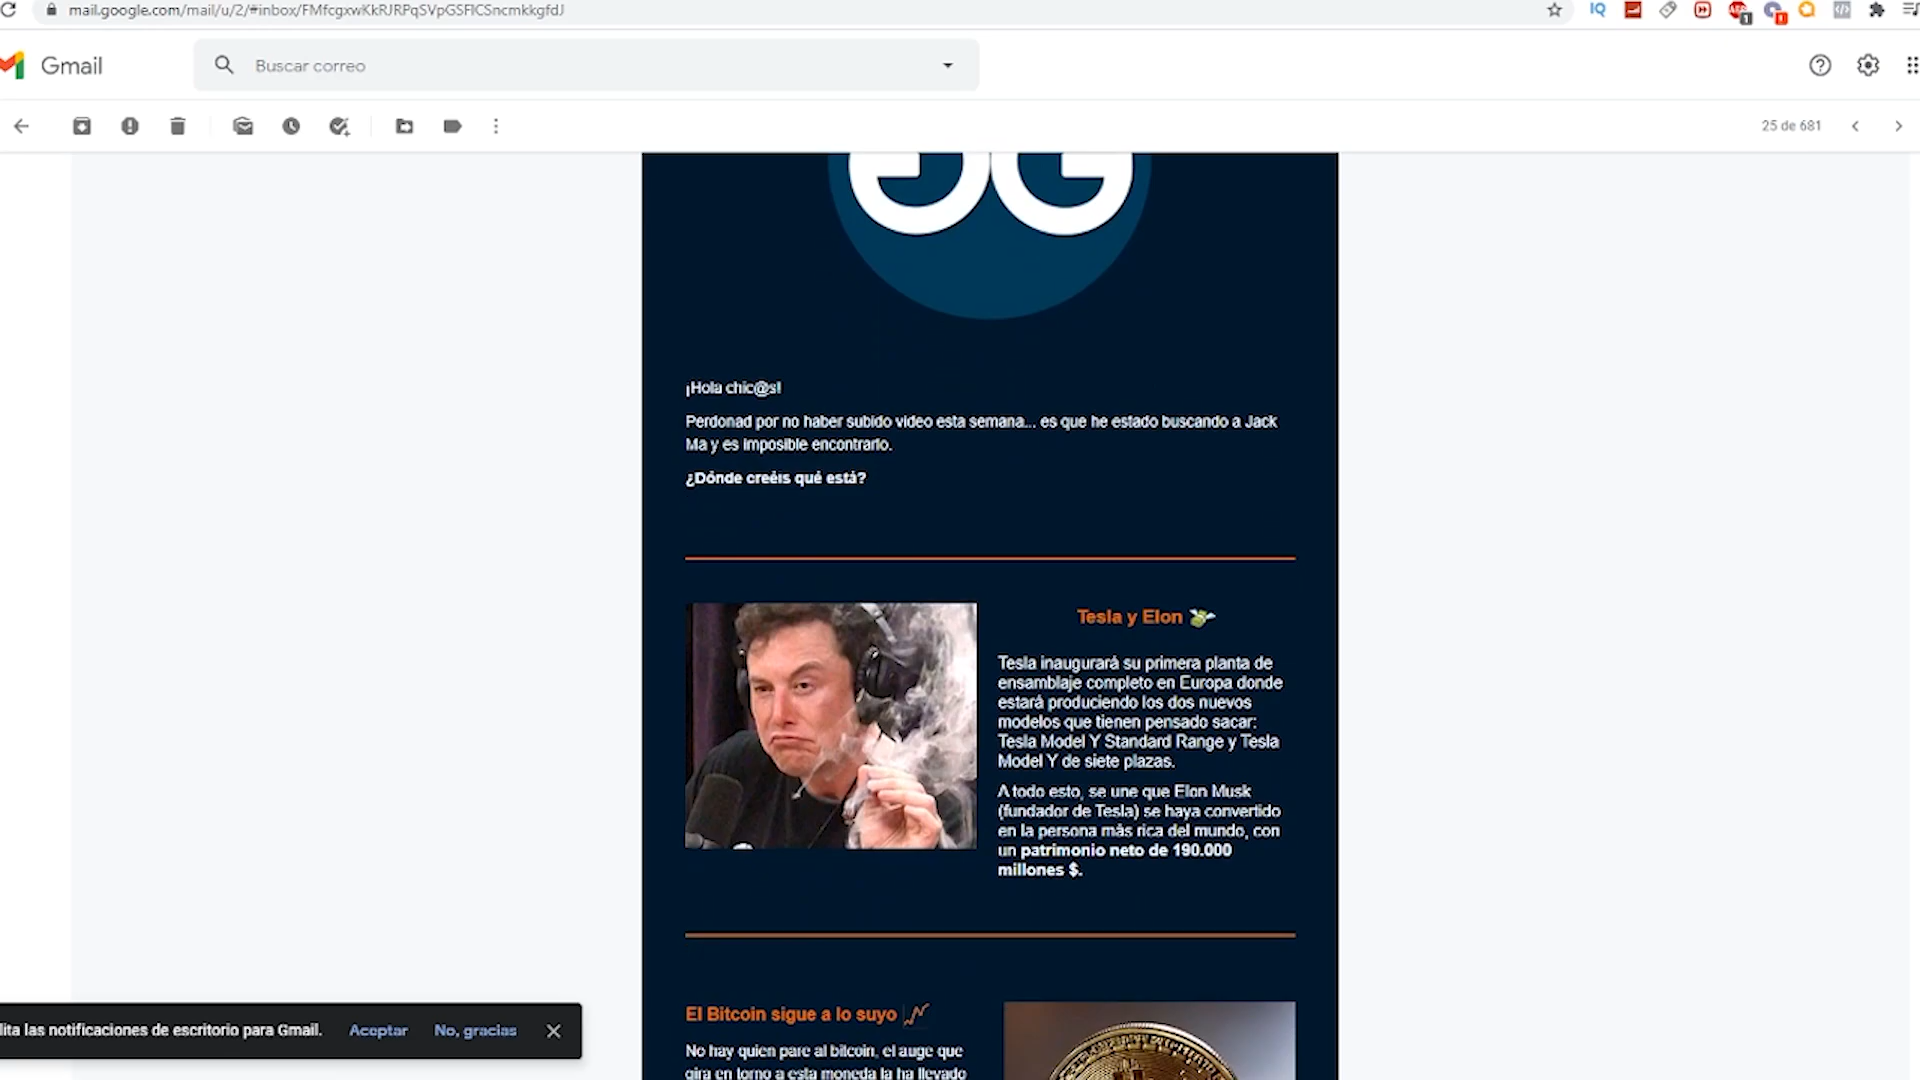 mail.google.com/mail/u/2/#inbox/FMfcgxwKkRJRPqSVpGSFlCSncmkkgfdJ
Gmail
Buscar correo
25 de 681
¡Hola chic@s!
Perdonad por no haber subido video esta semana... es que he estado buscando a Jack
Ma y es imposible encontrarlo.
¿Dónde creéis qué está?
Tesla y Elon
Tesla inaugurará su primera planta de
ensamblaje completo en Europa donde
estará produciendo los dos nuevos
modelos que tienen pensado sacar:
Tesla Model Y Standard Range y Tesla
Model Y de siete plazas.
A todo esto, se une que Elon Musk
(fundador de Tesla) se haya convertido
en la persona más rica del mundo, con
un patrimonio neto de 190.000
millones $.
El Bitcoin sigue a lo suyo
No hay quien pare al bitcoin, el auge que
gira en torno a esta moneda la ha llevado
lita las notificaciones de escritorio para Gmail. Aceptar No, gracias